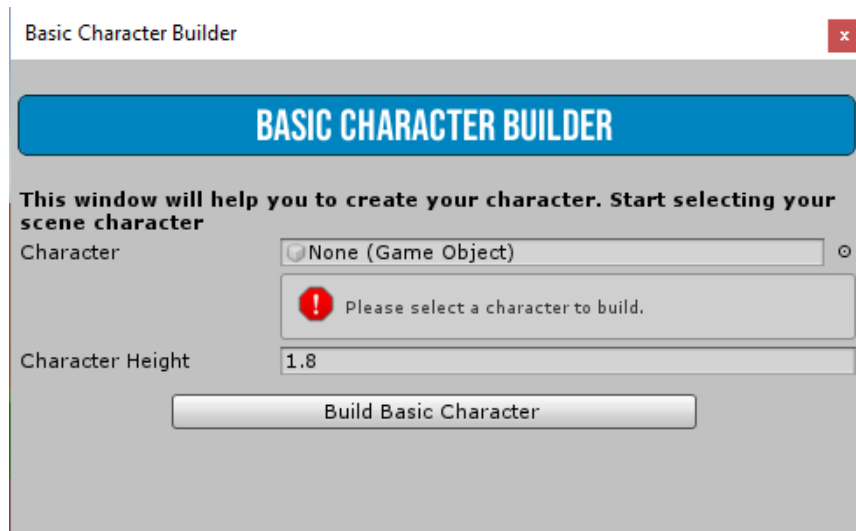 Basic Character Builder
x
BASIC CHARACTER BUILDER
This window will help you to create your character. Start selecting your
scene character
Character None (Game Object)
! Please select a character to build.
Character Height 1.8
Build Basic Character